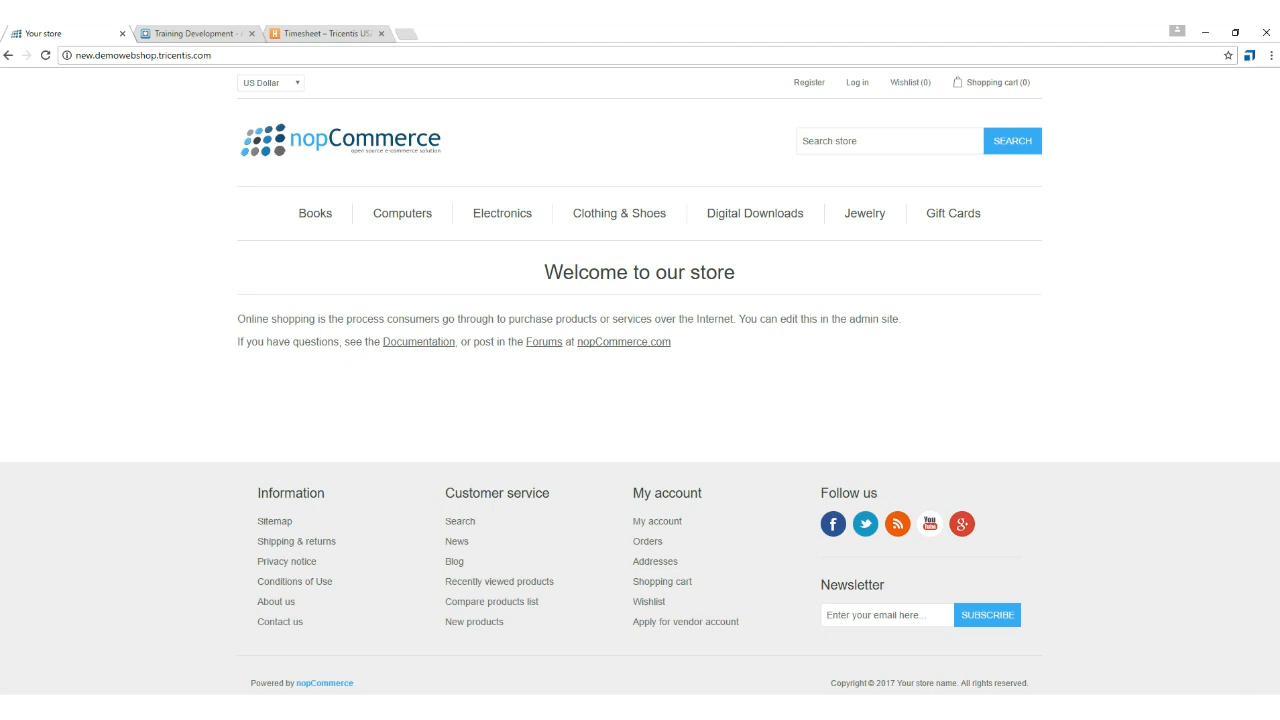 Your store
Training Development - 
Timesheet – Tricentis USA
new.demowebshop.tricentis.com
US Dollar
Register
Log in
Wishlist (0)
Shopping cart (0)
nopCommerce
open source e-commerce solution
Search store
SEARCH
Books
Computers
Electronics
Clothing & Shoes
Digital Downloads
Jewelry
Gift Cards
Welcome to our store
Online shopping is the process consumers go through to purchase products or services over the Internet. You can edit this in the admin site.
If you have questions, see the Documentation, or post in the Forums at nopCommerce.com
Information
Sitemap
Shipping & returns
Privacy notice
Conditions of Use
About us
Contact us
Customer service
Search
News
Blog
Recently viewed products
Compare products list
New products
My account
My account
Orders
Addresses
Shopping cart
Wishlist
Apply for vendor account
Follow us
You Tube
Newsletter
Enter your email here...
SUBSCRIBE
Powered by nopCommerce
Copyright © 2017 Your store name. All rights reserved.